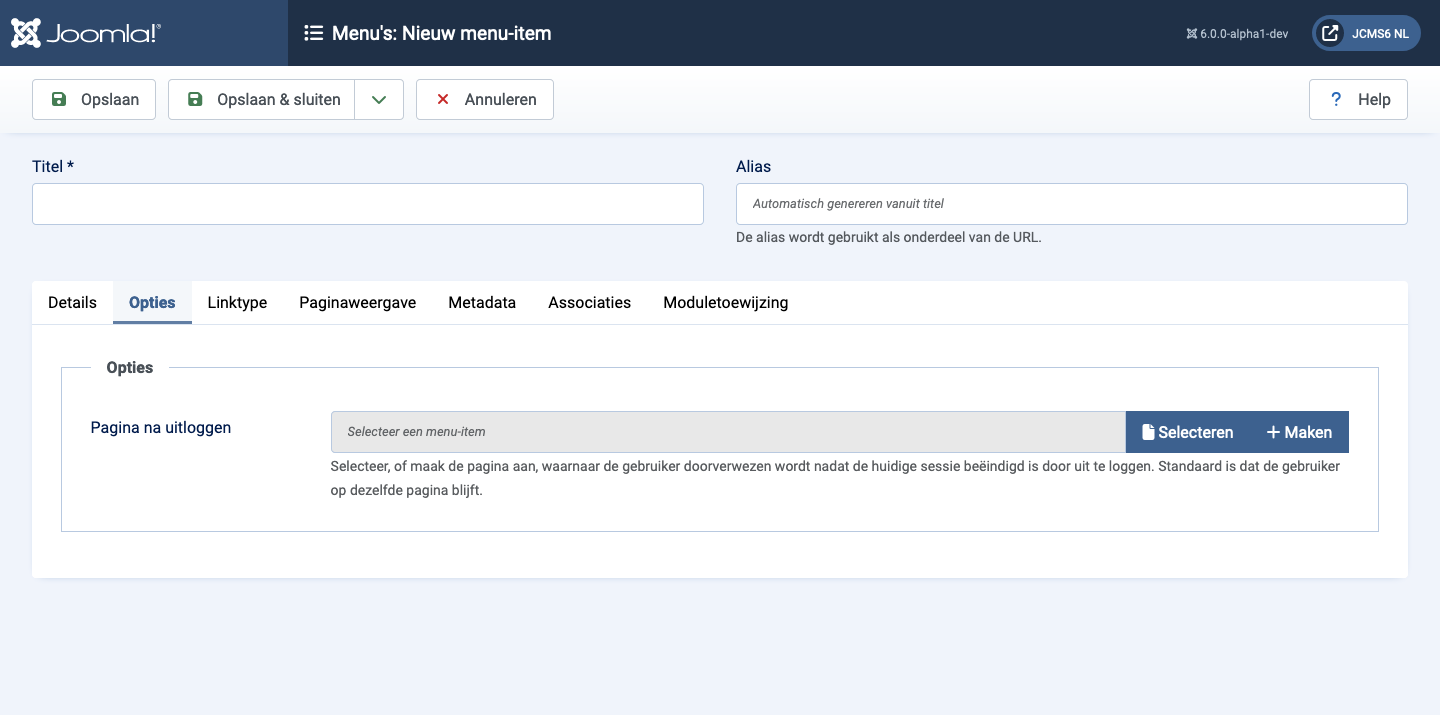 Joomla!®
Menu's: Nieuw menu-item
6.0.0-alpha1-dev
JCMS6 NL
Opslaan
Opslaan & sluiten
Annuleren
? Help
Titel *
Alias
Automatisch genereren vanuit titel
De alias wordt gebruikt als onderdeel van de URL.
Details Opties Linktype Paginaweergave Metadata Associaties Moduletoewijzing
Opties
Pagina na uitloggen
Selecteer een menu-item
Selecteren
Maken
Selecteer, of maak de pagina aan, waarnaar de gebruiker doorverwezen wordt nadat de huidige sessie beëindigd is door uit te loggen. Standaard is dat de gebruiker
op dezelfde pagina blijft.